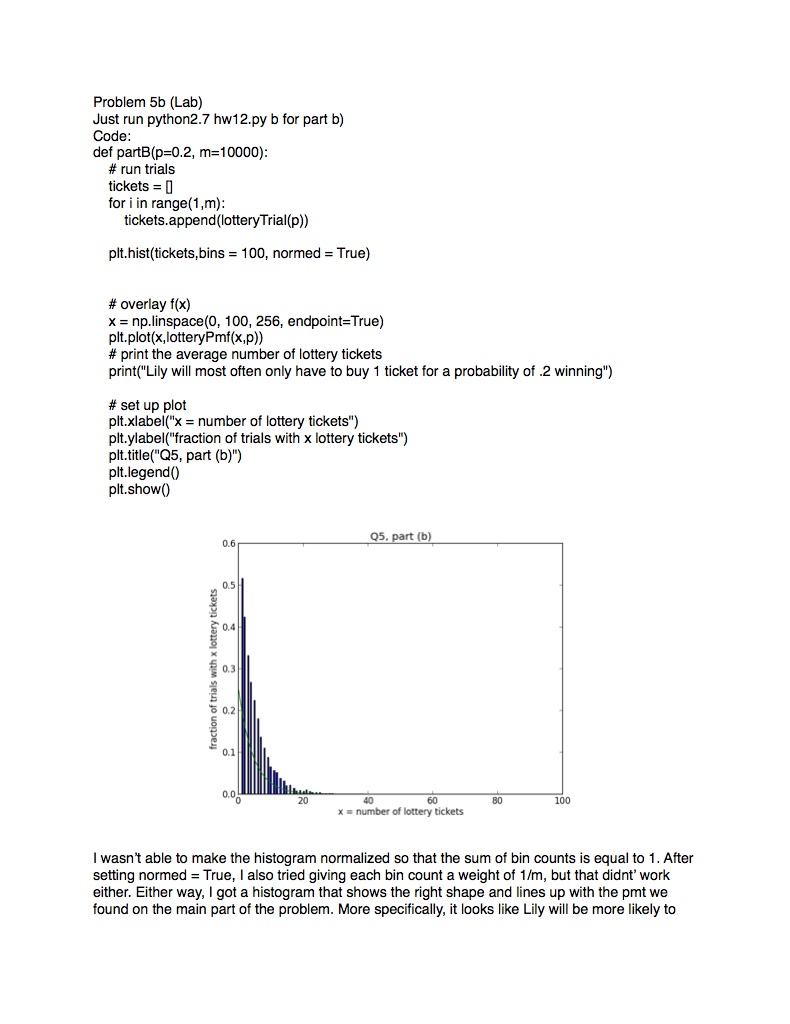 Problem 5b (Lab)
Just run python2.7 hw12.py b for part b)
Code:
def partB(p=0.2, m=10000):
# run trials
tickets = []
for i in range(1,m):
tickets.append(lotteryTrial(p))
plt.hist(tickets,bins = 100, normed = True)
# overlay f(x)
x = np.linspace(0, 100, 256, endpoint=True)
plt.plot(x,lotteryPmf(x,p))
# print the average number of lottery tickets
print("Lily will most often only have to buy 1 ticket for a probability of .2 winning")
# set up plot
plt.xlabel("x = number of lottery tickets")
plt.ylabel("fraction of trials with x lottery tickets")
plt.title("Q5, part (b)")
plt.legend()
plt.show()
Q5, part (b)
0.6
0.5
0.4
0.3
0.2
0.1
0.0
fraction of trials with x lottery tickets
0 20 40 60 80 100
x = number of lottery tickets
I wasn't able to make the histogram normalized so that the sum of bin counts is equal to 1. After
setting normed = True, I also tried giving each bin count a weight of 1/m, but that didnt' work
either. Either way, I got a histogram that shows the right shape and lines up with the pmt we
found on the main part of the problem. More specifically, it looks like Lily will be more likely to